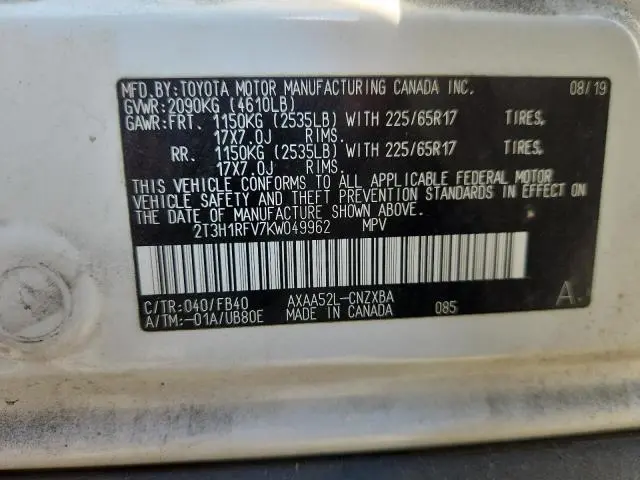 MFD.BY:TOYOTA MOTOR MANUFACTURING CANADA INC. 08/19
GVWR:2090KG (4610LB)
GAWR:FRT. 1150KG (2535LB) WITH 225/65R17 TIRES,
17X7.0J RIMS.
RR. 1150KG (2535LB) WITH 225/65R17 TIRES,
17X7.0J RIMS.
THIS VEHICLE CONFORMS TO ALL APPLICABLE FEDERAL MOTOR
VEHICLE SAFETY AND THEFT PREVENTION STANDARDS IN EFFECT ON
THE DATE OF MANUFACTURE SHOWN ABOVE.
2T3H1RFV7KW049962 MPV
C/TR:040/FB40 AXAA52L-CNZXBA A
A/TM:-01A/UB80E MADE IN CANADA 085